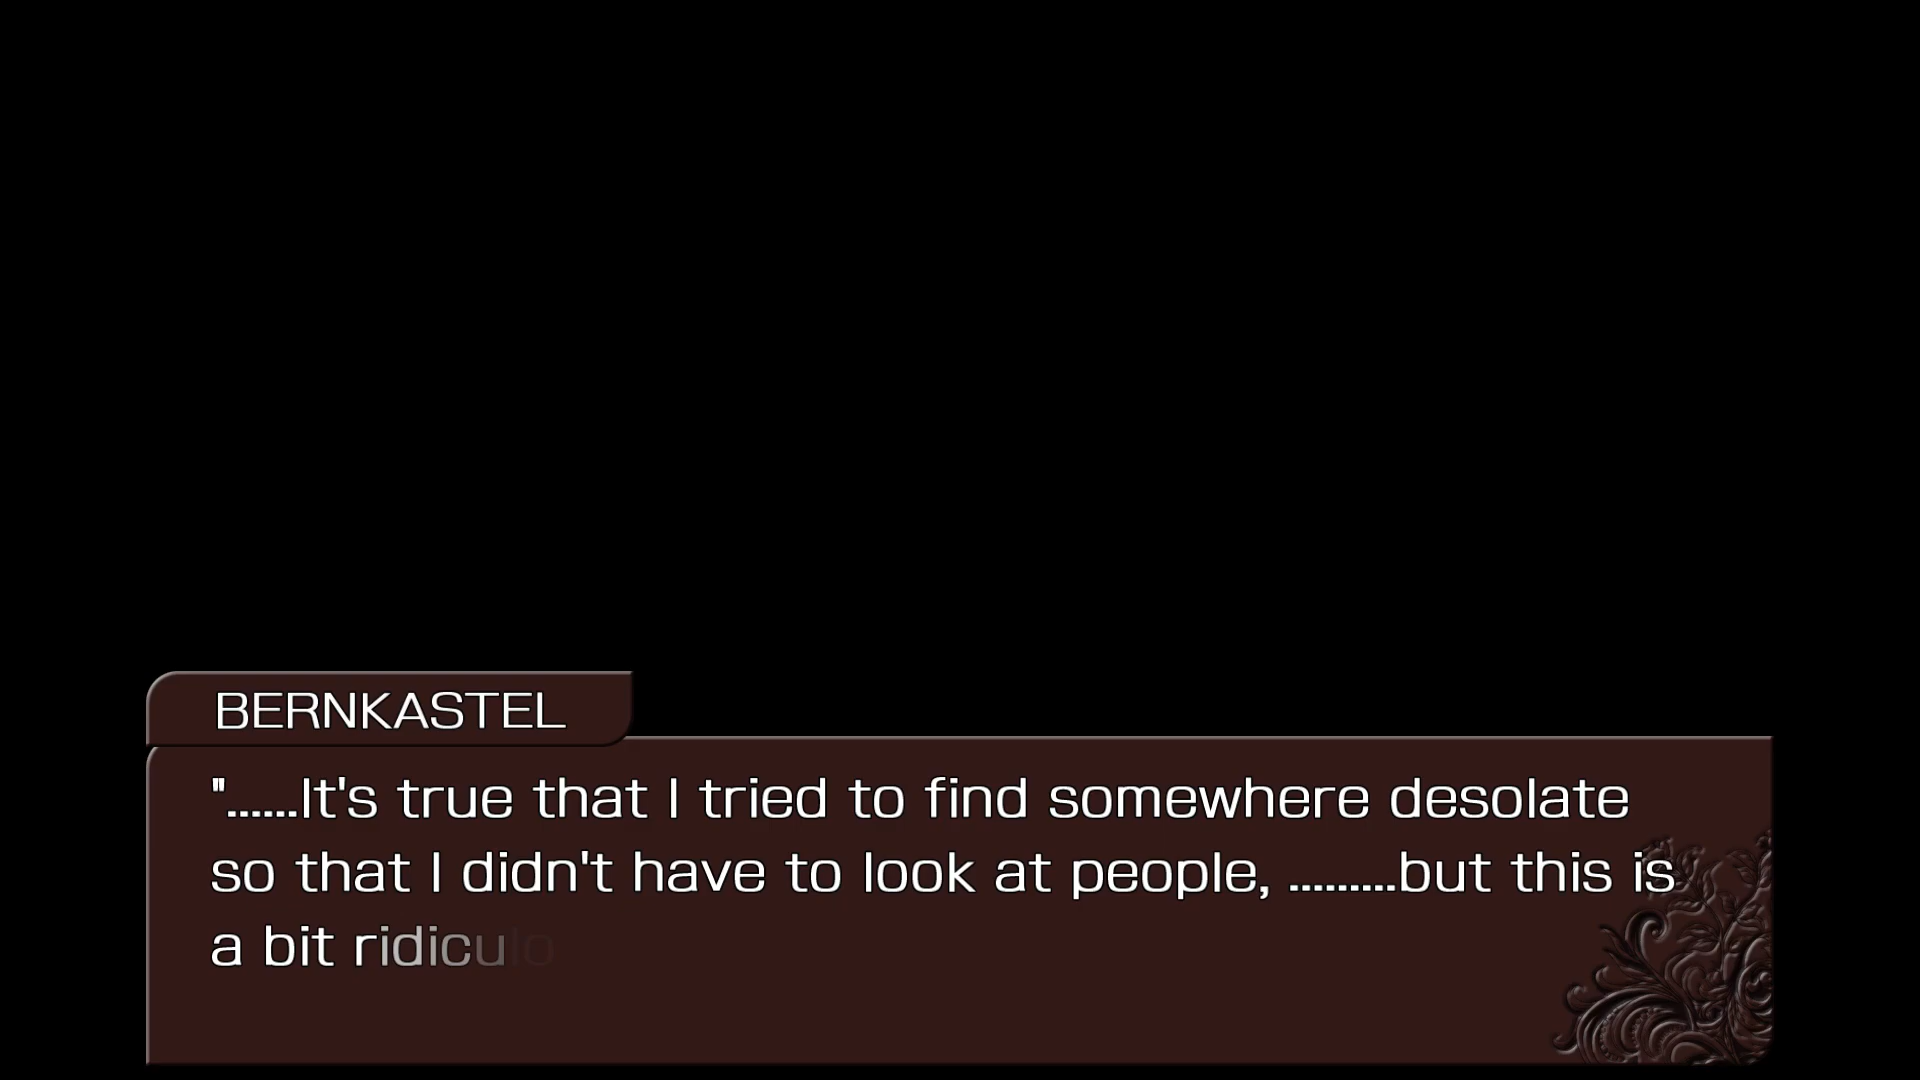 BERNKASTEL
"......It's true that I tried to find somewhere desolate
so that I didn't have to look at people, .........but this is
a bit ridiculo